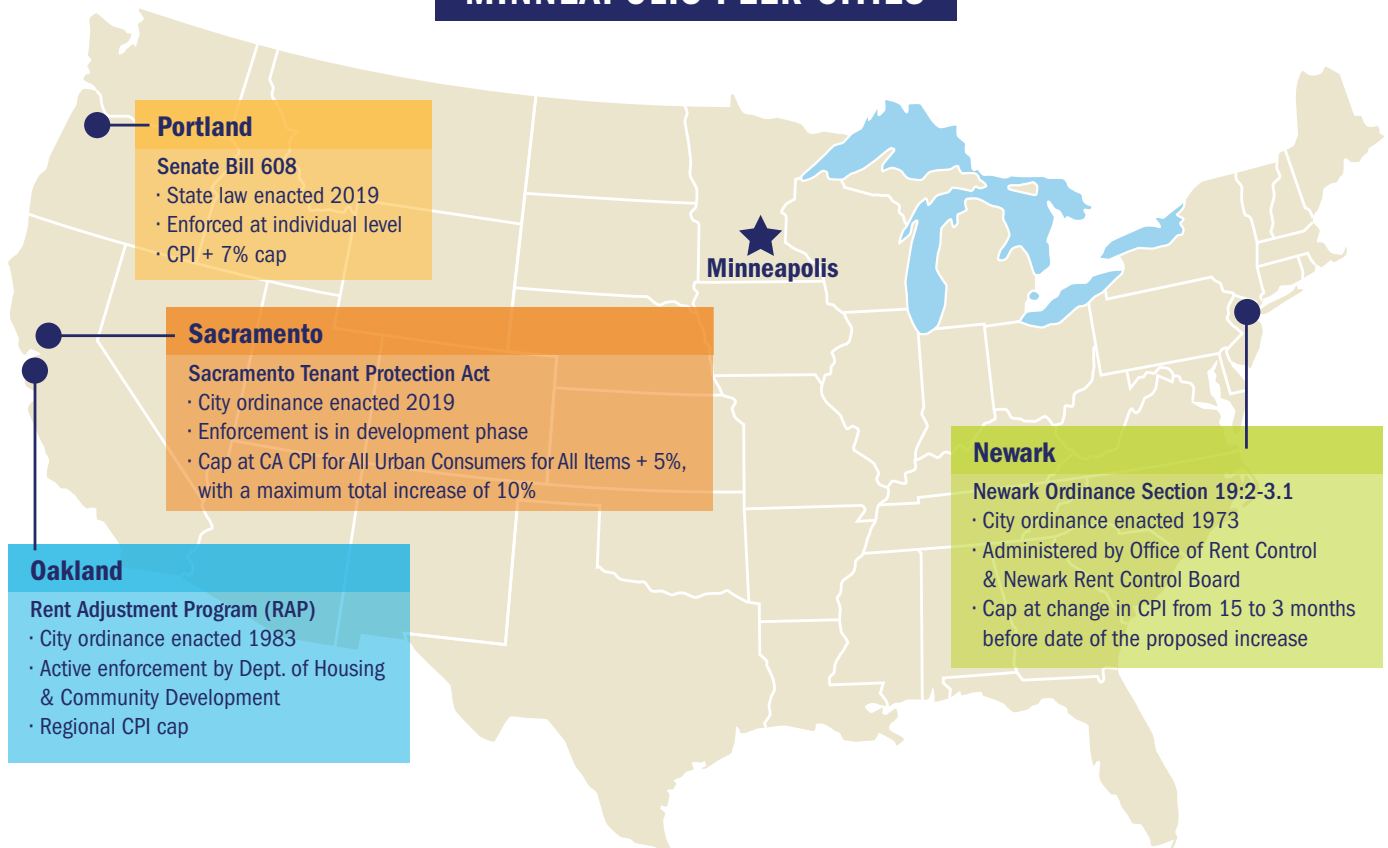 MINNEAPOLIS PEER CITIES
Portland
Senate Bill 608
· State law enacted 2019
· Enforced at individual level
· CPI + 7% cap
Minneapolis
Sacramento
Sacramento Tenant Protection Act
· City ordinance enacted 2019
· Enforcement is in development phase
· Cap at CA CPI for All Urban Consumers for All Items + 5%,
with a maximum total increase of 10%
Newark
Newark Ordinance Section 19:2-3.1
· City ordinance enacted 1973
· Administered by Office of Rent Control
& Newark Rent Control Board
· Cap at change in CPI from 15 to 3 months
before date of the proposed increase
Oakland
Rent Adjustment Program (RAP)
· City ordinance enacted 1983
· Active enforcement by Dept. of Housing
& Community Development
· Regional CPI cap